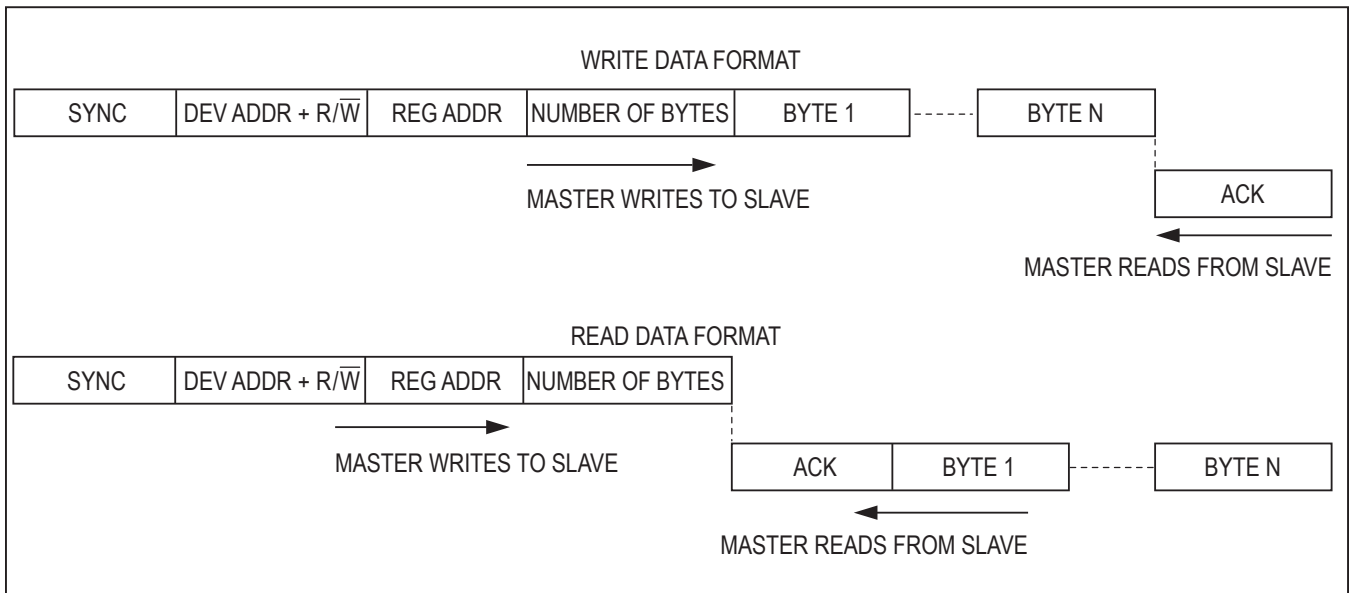 WRITE DATA FORMAT
SYNC DEV ADDR + R/W̅ REG ADDR NUMBER OF BYTES BYTE 1 BYTE N
MASTER WRITES TO SLAVE
ACK
MASTER READS FROM SLAVE
READ DATA FORMAT
SYNC DEV ADDR + R/W̅ REG ADDR NUMBER OF BYTES
MASTER WRITES TO SLAVE
ACK BYTE 1 BYTE N
MASTER READS FROM SLAVE